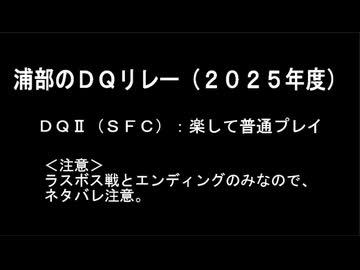 浦部のDQリレー（2025年度）
DQⅡ（SFC）：楽して普通プレイ
＜注意＞
ラスボス戦とエンディングのみなので、
ネタバレ注意。